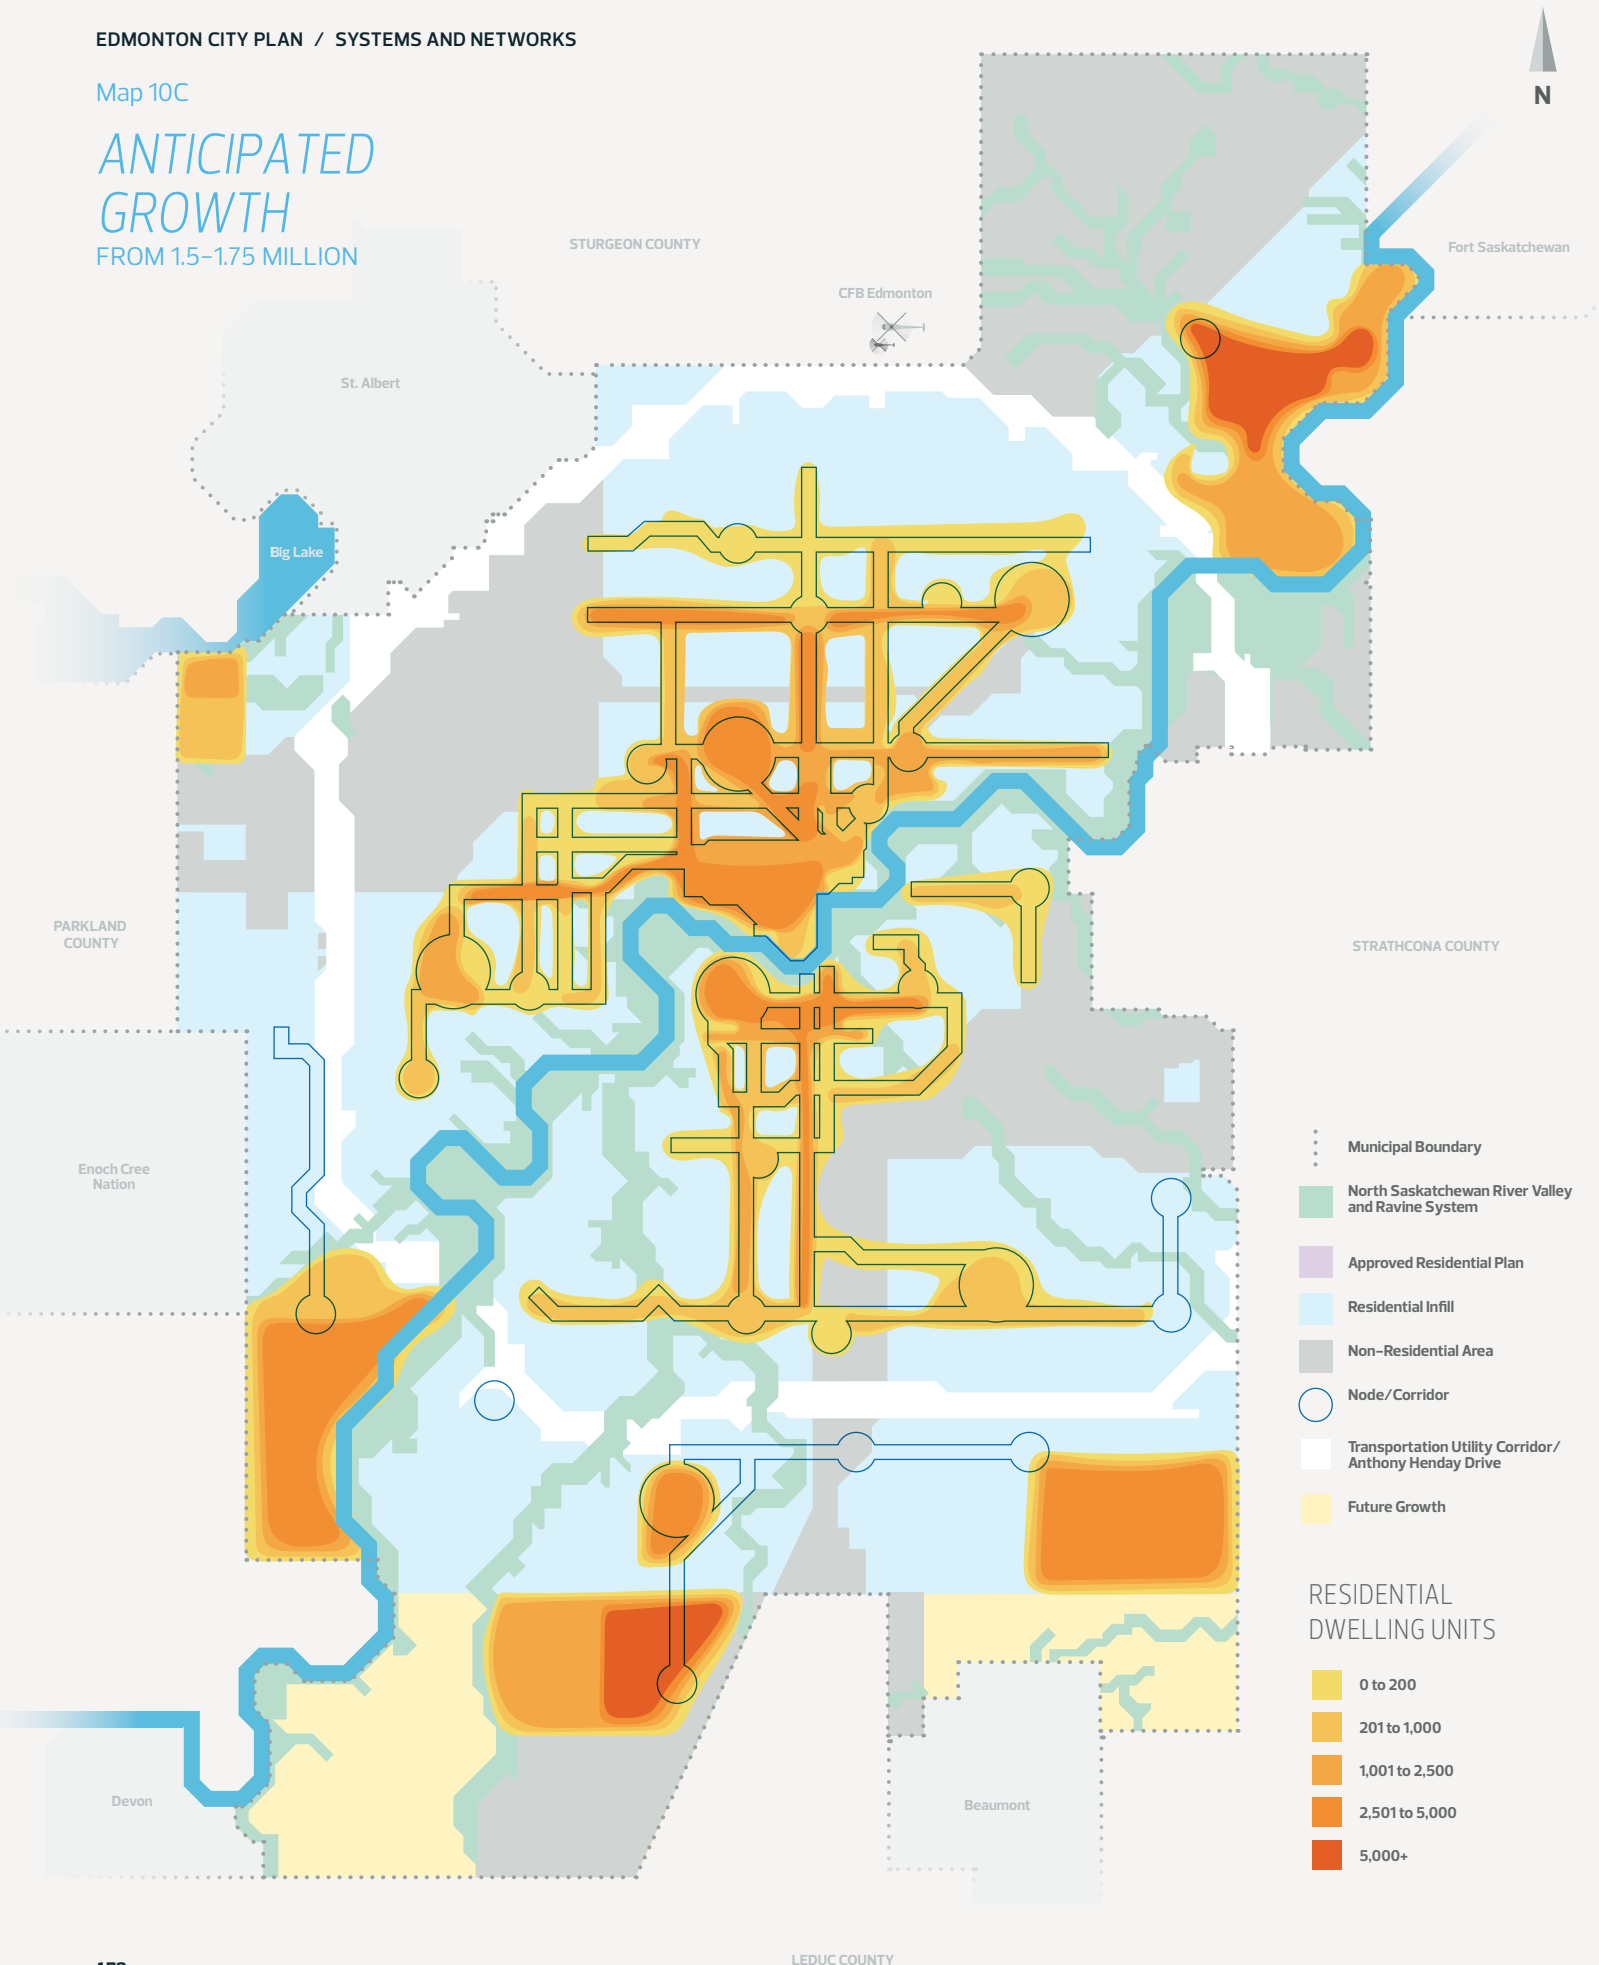 EDMONTON CITY PLAN / SYSTEMS AND NETWORKS
Map 10C
ANTICIPATED
GROWTH
FROM 1.5–1.75 MILLION
N
STURGEON COUNTY
Fort Saskatchewan
CFB Edmonton
St. Albert
Big Lake
PARKLAND
COUNTY
STRATHCONA COUNTY
Enoch Cree
Nation
Municipal Boundary
North Saskatchewan River Valley
and Ravine System
Approved Residential Plan
Residential Infill
Non-Residential Area
Node/Corridor
Transportation Utility Corridor/
Anthony Henday Drive
Future Growth
RESIDENTIAL
DWELLING UNITS
0 to 200
201 to 1,000
1,001 to 2,500
2,501 to 5,000
5,000+
Devon
Beaumont
LEDUC COUNTY